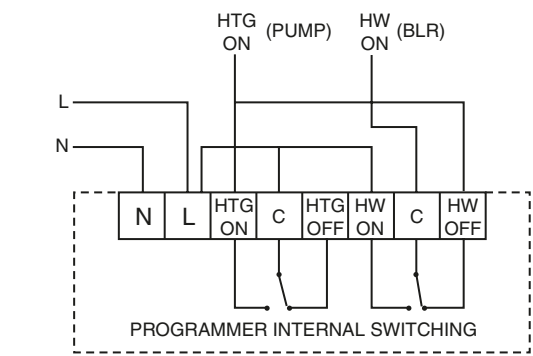 HTG ON (PUMP)
HW ON (BLR)
L
N
N
L
HTG ON
C
HTG OFF
HW ON
C
HW OFF
PROGRAMMER INTERNAL SWITCHING